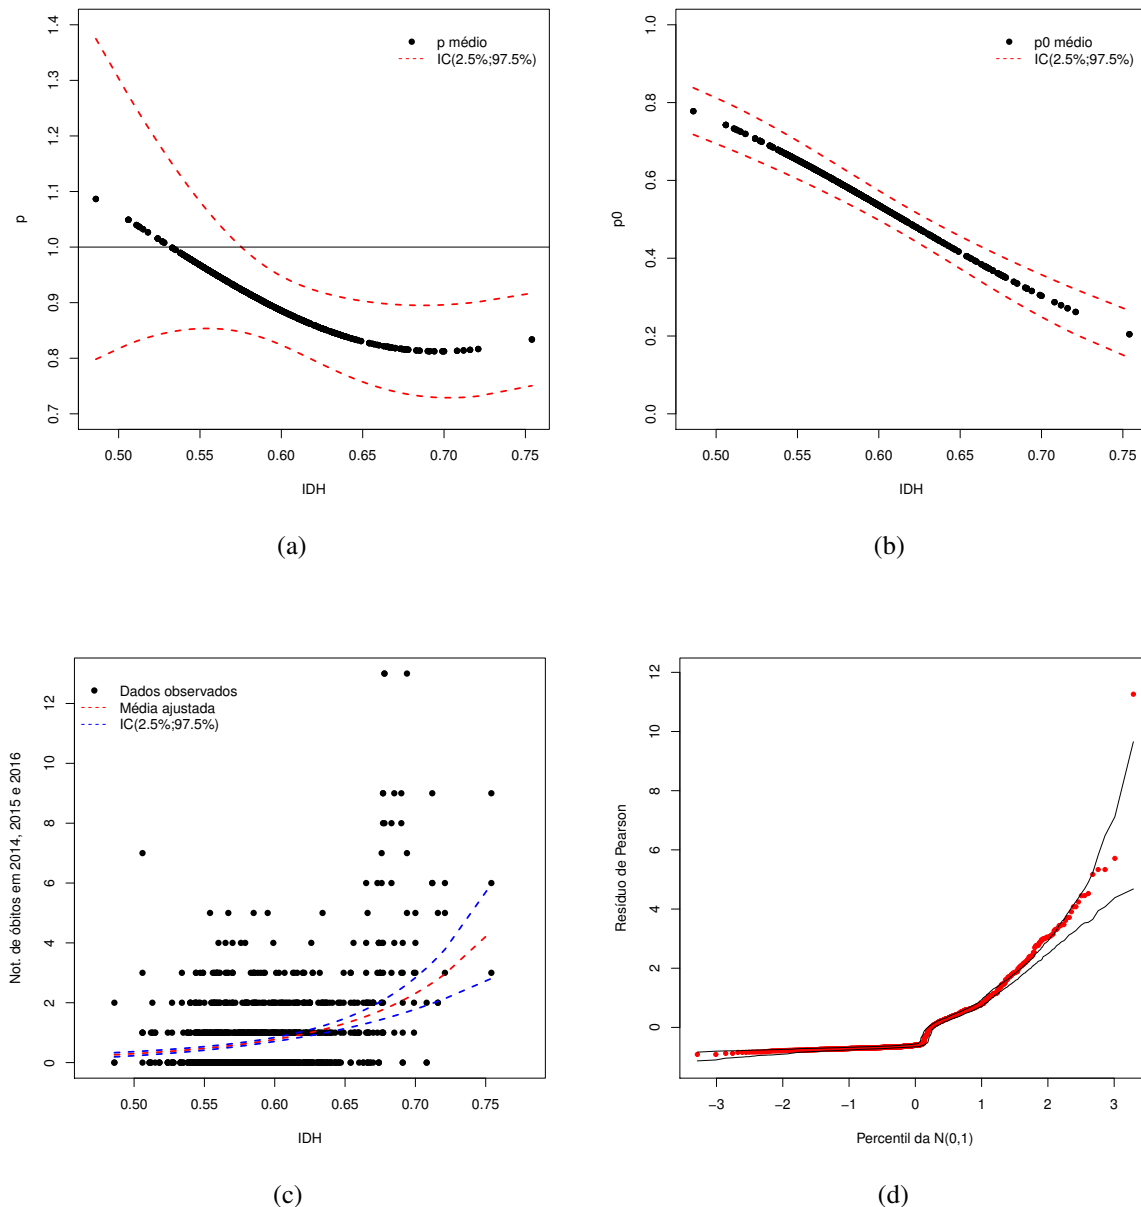 p médio
IC(2.5%;97.5%)
p
1.4
1.3
1.2
1.1
1.0
0.9
0.8
0.7
0.50 0.55 0.60 0.65 0.70 0.75
IDH
(a)
p0 médio
IC(2.5%;97.5%)
p0
1.0
0.8
0.6
0.4
0.2
0.0
0.50 0.55 0.60 0.65 0.70 0.75
IDH
(b)
Dados observados
Média ajustada
IC(2.5%;97.5%)
Not. de óbitos em 2014, 2015 e 2016
12
10
8
6
4
2
0
0.50 0.55 0.60 0.65 0.70 0.75
IDH
(c)
Resíduo de Pearson
12
10
8
6
4
2
0
−3 −2 −1 0 1 2 3
Percentil da N(0,1)
(d)